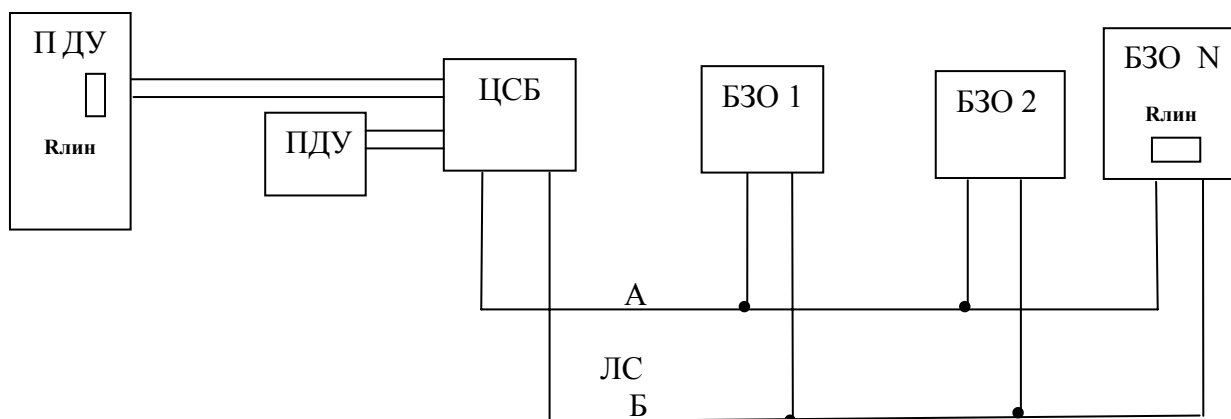 П ДУ
Rлин
ПДУ
ЦСБ
БЗО 1
БЗО 2
БЗО N
Rлин
А
ЛС
Б